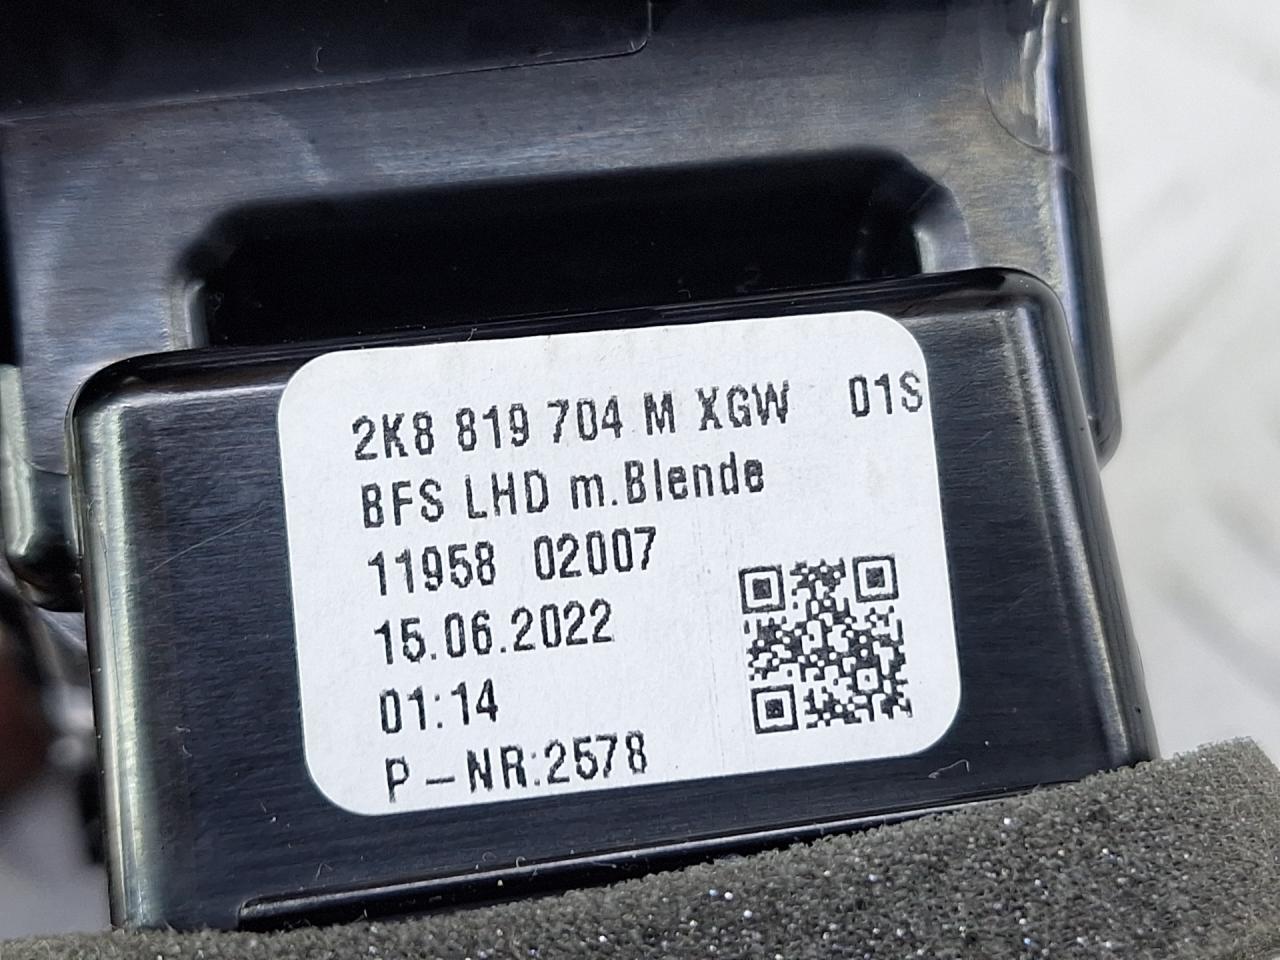 2K8 819 704 M XGW 01S
BFS LHD m.Blende
11958 02007
15.06.2022
01:14
P-NR:2578